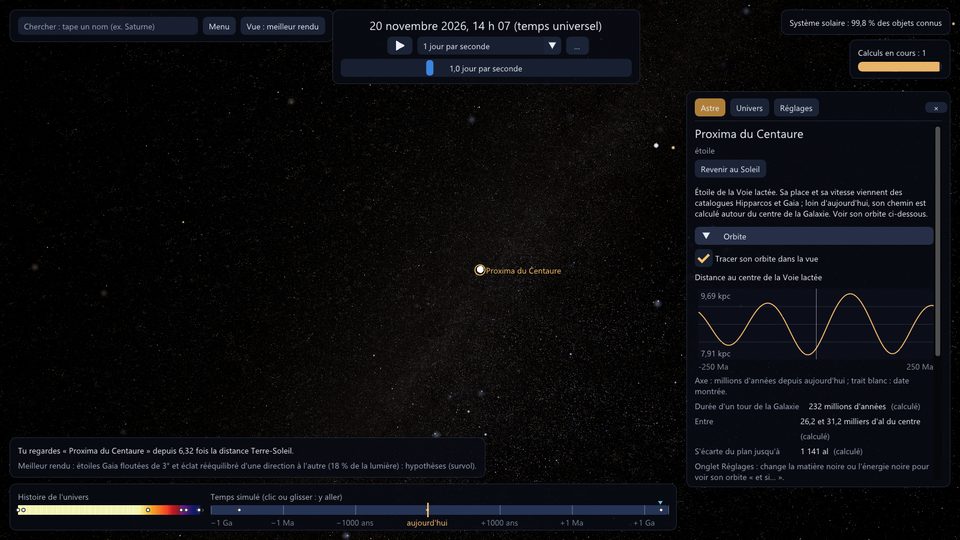 Chercher : tape un nom (ex. Saturne)
Menu
Vue : meilleur rendu
20 novembre 2026, 14 h 07 (temps universel)
1 jour par seconde
...
1,0 jour par seconde
Système solaire : 99,8 % des objets connus
Calculs en cours : 1
Astre
Univers
Réglages
×
Proxima du Centaure
étoile
Revenir au Soleil
Étoile de la Voie lactée. Sa place et sa vitesse viennent des
catalogues Hipparcos et Gaia ; loin d'aujourd'hui, son chemin est
calculé autour du centre de la Galaxie. Voir son orbite ci-dessous.
Orbite
Tracer son orbite dans la vue
Distance au centre de la Voie lactée
9,69 kpc
7,91 kpc
-250 Ma
250 Ma
Axe : millions d'années depuis aujourd'hui ; trait blanc : date
montrée.
Durée d'un tour de la Galaxie 232 millions d'années (calculé)
Entre 26,2 et 31,2 milliers d'al du centre
(calculé)
S'écarte du plan jusqu'à 1 141 al (calculé)
Onglet Réglages : change la matière noire ou l'énergie noire pour
voir son orbite « et si... ».
Proxima du Centaure
Tu regardes « Proxima du Centaure » depuis 6,32 fois la distance Terre-Soleil.
Meilleur rendu : étoiles Gaia floutées de 3° et éclat rééquilibré d'une direction à l'autre (18 % de la lumière) : hypothèses (survol).
Histoire de l'univers
Temps simulé (clic ou glisser : y aller)
−1 Ga
−1 Ma
−1000 ans
aujourd'hui
+1000 ans
+1 Ma
+1 Ga